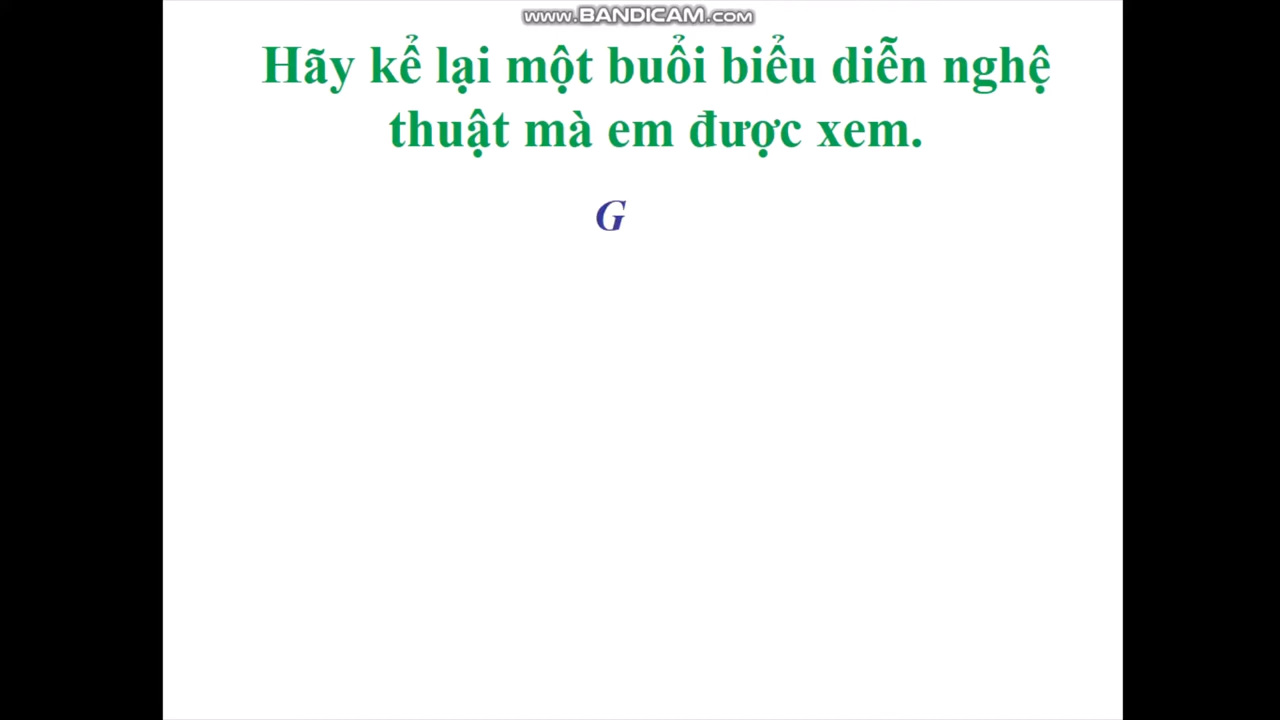 www.BANDICAM.com
Hãy kể lại một buổi biểu diễn nghệ
thuật mà em được xem.
G